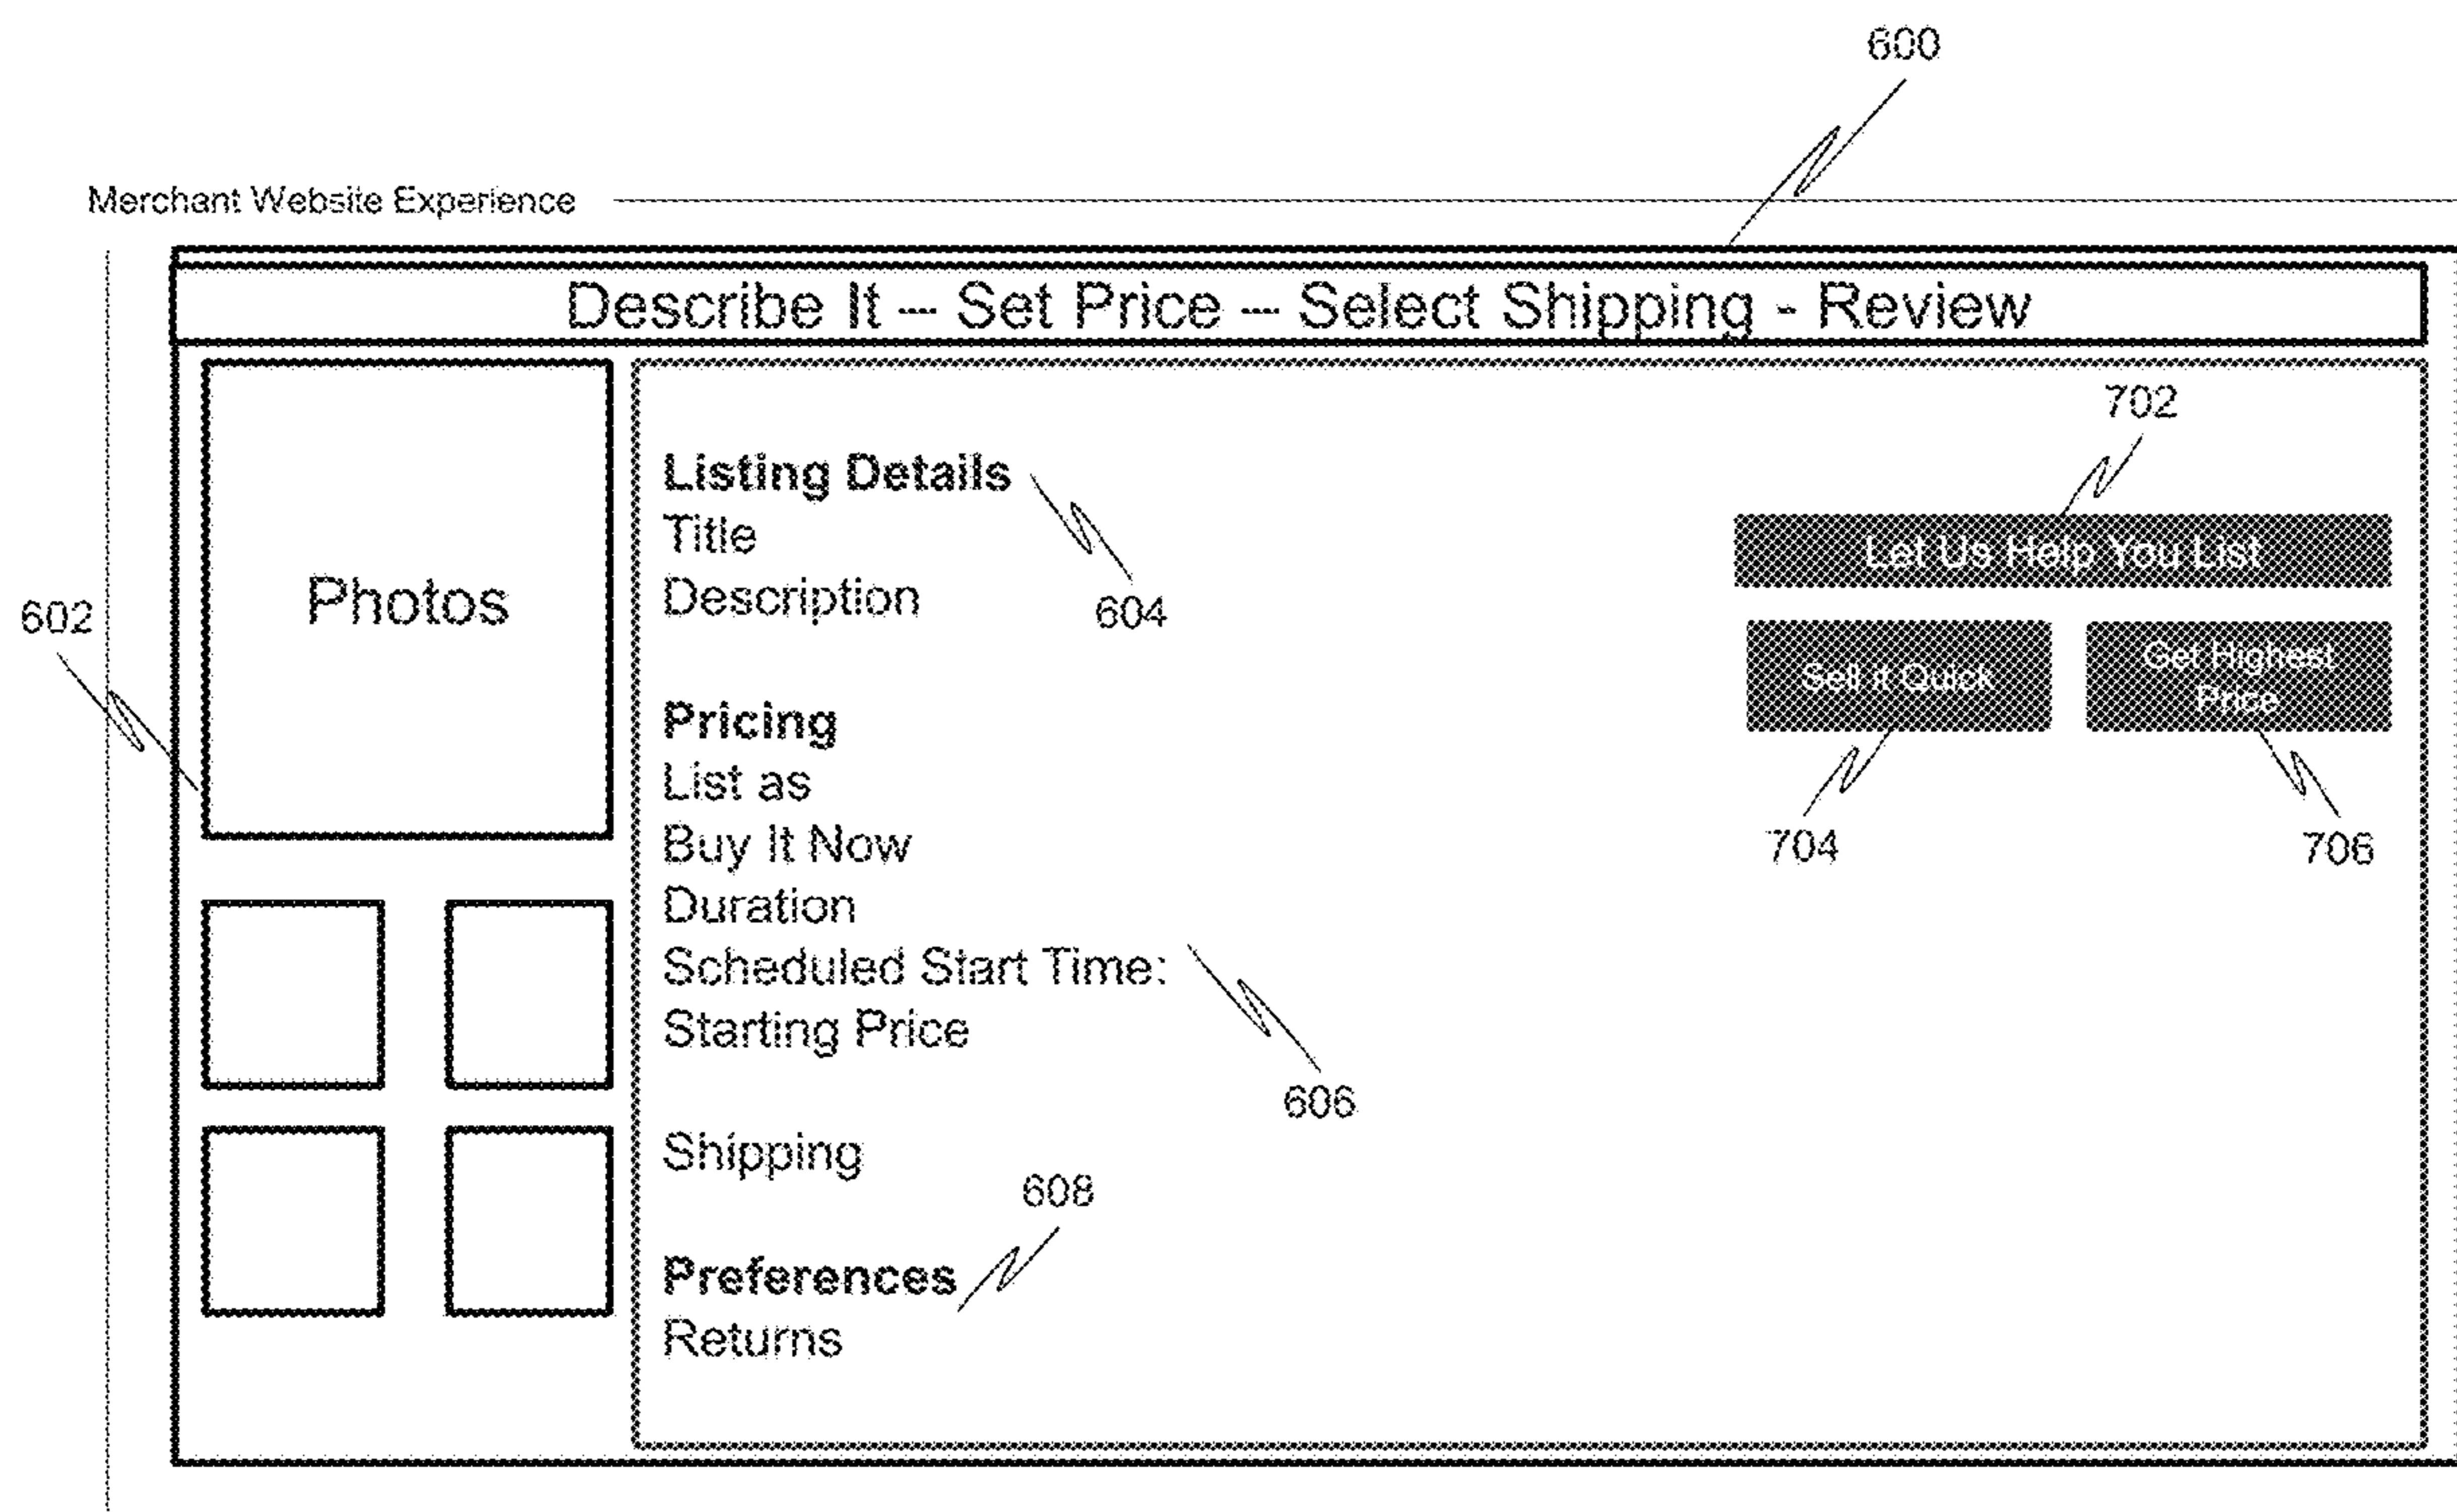 600
Merchant Website Experience
Describe It -- Set Price -- Select Shipping - Review
602
Photos
Listing Details
Title
Description
604
Pricing
List as
Buy It Now
Duration
Scheduled Start Time:
Starting Price
606
Shipping
608
Preferences
Returns
702
Let Us Help You List
Sell it Quick
Get Highest
Price
704
706